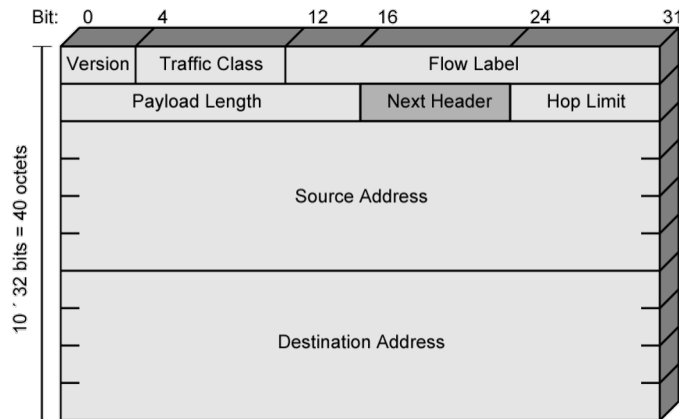 Bit: 0 4 12 16 24 31
Version Traffic Class Flow Label
Payload Length Next Header Hop Limit
Source Address
Destination Address
10 ´ 32 bits = 40 octets